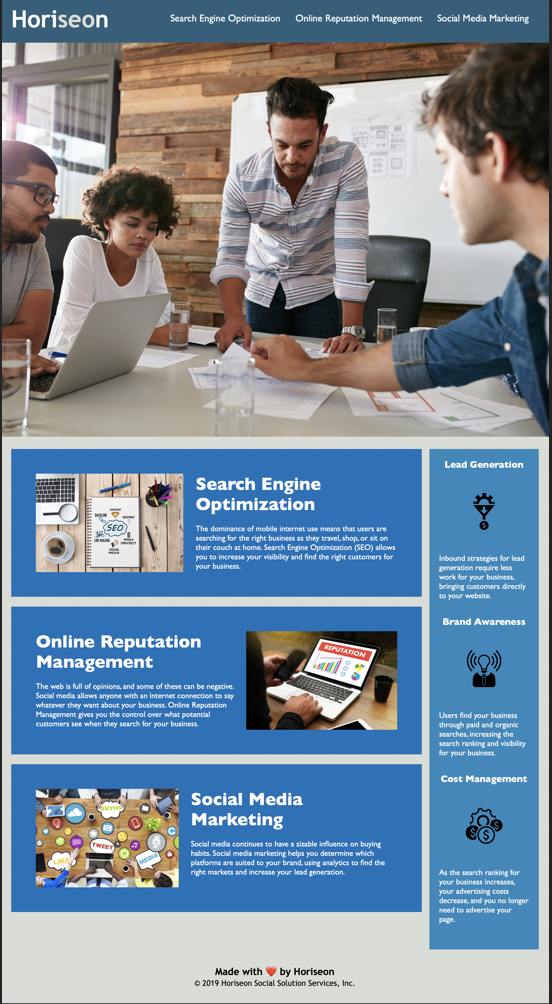 Horiseon
Search Engine Optimization
Online Reputation Management
Social Media Marketing
SEO
Search Engine
Optimization
The dominance of mobile internet use means that users are
searching for the right business as they travel, shop, or sit on
their couch at home. Search Engine Optimization (SEO) allows
you to increase your visibility and find the right customers for
your business.
Online Reputation
Management
The web is full of opinions, and some of these can be negative.
Social media allows anyone with an internet connection to say
whatever they want about your business. Online Reputation
Management gives you the control over what potential
customers see when they search for your business.
REPUTATION
Social Media
Marketing
Social media continues to have a sizable influence on buying
habits. Social media marketing helps you determine which
platforms are suited to your brand, using analytics to find the
right markets and increase your lead generation.
SHARE
TWEET
LIKE
MEDIA
Lead Generation
$
Inbound strategies for lead
generation require less
work for your business,
bringing customers directly
to your website.
Brand Awareness
Users find your business
through paid and organic
searches, increasing the
search ranking and visibility
for your business.
Cost Management
$ $ $
As the search ranking for
your business increases,
your advertising costs
decrease, and you no longer
need to advertise your
page.
Made with ❤️ by Horiseon
© 2019 Horiseon Social Solution Services, Inc.